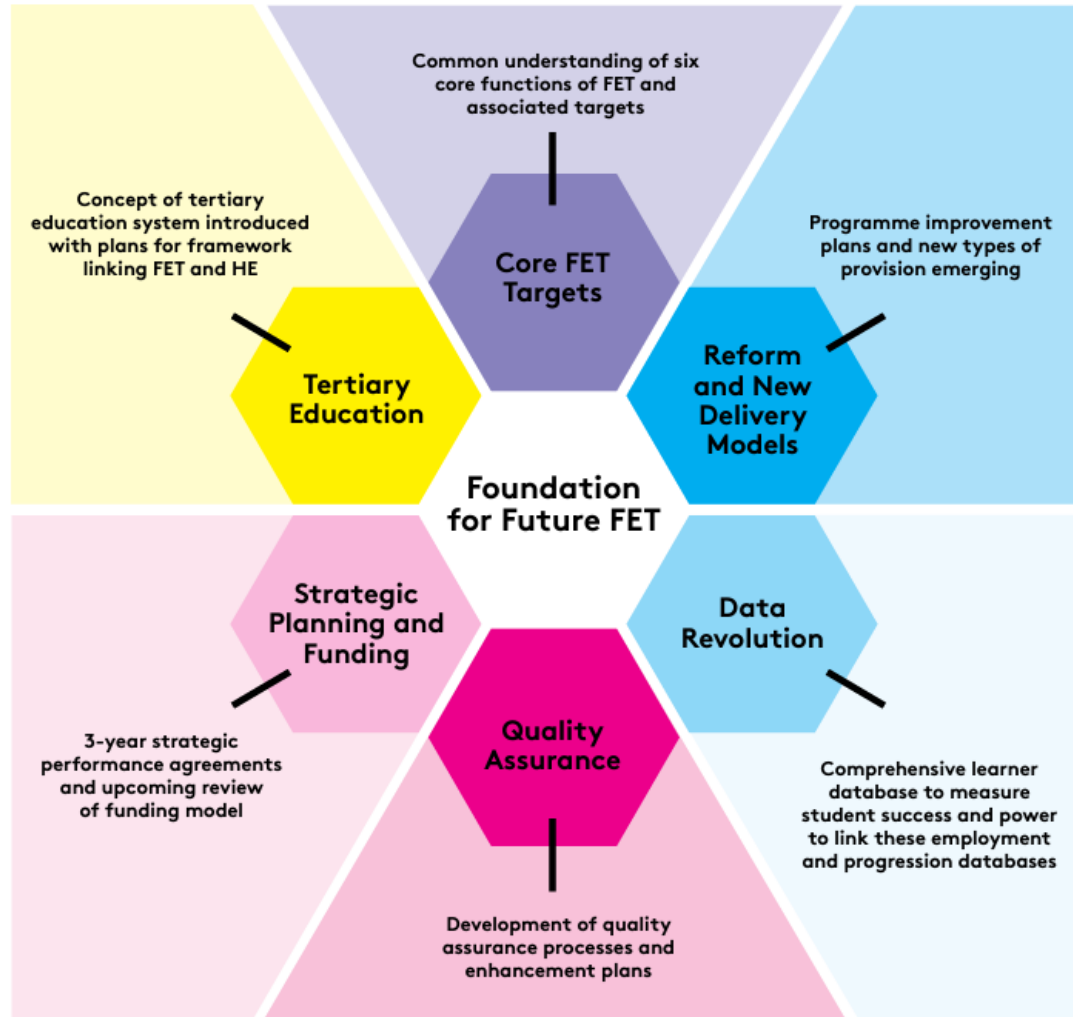 Common understanding of six
core functions of FET and
associated targets
Core FET
Targets
Concept of tertiary
education system introduced
with plans for framework
linking FET and HE
Tertiary
Education
Programme improvement
plans and new types of
provision emerging
Reform
and New
Delivery
Models
Foundation
for Future FET
Strategic
Planning and
Funding
3-year strategic
performance agreements
and upcoming review
of funding model
Data
Revolution
Comprehensive learner
database to measure
student success and power
to link these employment
and progression databases
Quality
Assurance
Development of quality
assurance processes and
enhancement plans